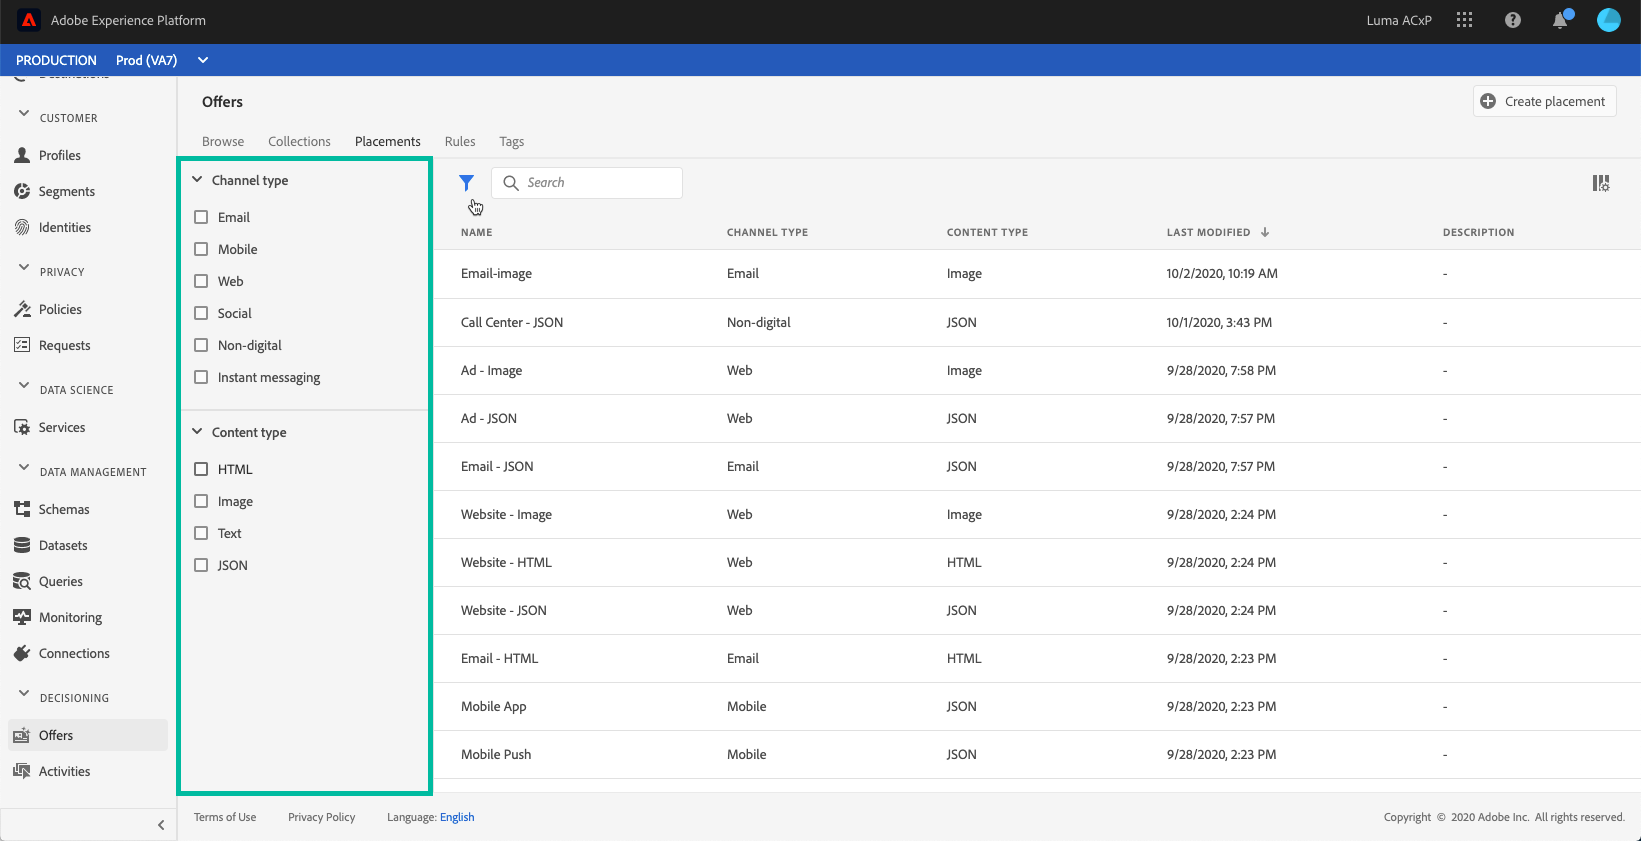 Adobe Experience Platform
Luma ACxP
PRODUCTION Prod (VA7)
Destinations
CUSTOMER
Profiles
Segments
Identities
PRIVACY
Policies
Requests
DATA SCIENCE
Services
DATA MANAGEMENT
Schemas
Datasets
Queries
Monitoring
Connections
DECISIONING
Offers
Activities
Offers
Create placement
Browse Collections Placements Rules Tags
Channel type
Email
Mobile
Web
Social
Non-digital
Instant messaging
Content type
HTML
Image
Text
JSON
Search
NAME CHANNEL TYPE CONTENT TYPE LAST MODIFIED DESCRIPTION
Email-image Email Image 10/2/2020, 10:19 AM -
Call Center - JSON Non-digital JSON 10/1/2020, 3:43 PM -
Ad - Image Web Image 9/28/2020, 7:58 PM -
Ad - JSON Web JSON 9/28/2020, 7:57 PM -
Email - JSON Email JSON 9/28/2020, 7:57 PM -
Website - Image Web Image 9/28/2020, 2:24 PM -
Website - HTML Web HTML 9/28/2020, 2:24 PM -
Website - JSON Web JSON 9/28/2020, 2:24 PM -
Email - HTML Email HTML 9/28/2020, 2:23 PM -
Mobile App Mobile JSON 9/28/2020, 2:23 PM -
Mobile Push Mobile JSON 9/28/2020, 2:23 PM -
Terms of Use Privacy Policy Language: English
Copyright © 2020 Adobe Inc. All rights reserved.